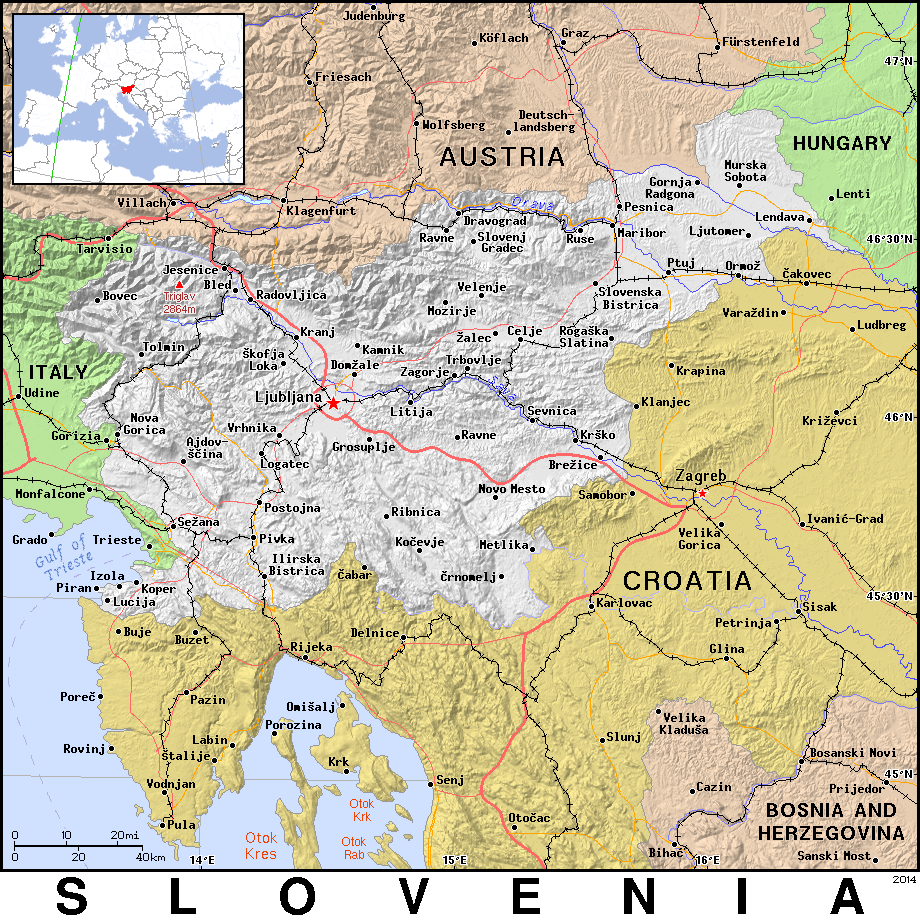 Judenburg
Köflach
Graz
Fürstenfeld
47°N
Friesach
Wolfsberg
Deutsch-
landsberg
AUSTRIA
HUNGARY
Murska
Sobota
Gornja
Radgona
Lenti
Villach
Klagenfurt
Drava
Dravograd
Pesnica
Lendava
Tarvisio
Ravne
Slovenj
Gradec
Ruse
Maribor
Ljutomer
46°30'N
Jesenice
Bled
Ptuj
Ormož
Čakovec
Bovec
Triglav
2864m
Radovljica
Velenje
Mozirje
Slovenska
Bistrica
Varaždin
Ludbreg
Kranj
Žalec
Celje
Rogaška
Slatina
Tolmin
Škofja
Loka
Kamnik
Domžale
Trbovlje
Zagorje
Krapina
ITALY
Udine
Ljubljana
Litija
Sava
Sevnica
Klanjec
Križevci
46°N
Nova
Gorica
Gorizia
Vrhnika
Ajdov-
ščina
Logatec
Grosuplje
Ravne
Krško
Brežice
Zagreb
Monfalcone
Postojna
Novo Mesto
Samobor
Ribnica
Ivanić-Grad
Grado
Sežana
Trieste
Pivka
Gulf of
Trieste
Kočevje
Metlika
Velika
Gorica
Izola
Piran
Koper
Lucija
Ilirska
Bistrica
Čabar
Črnomelj
CROATIA
45°30'N
Karlovac
Sisak
Petrinja
Buje
Buzet
Delnice
Rijeka
Glina
Poreč
Pazin
Omišalj
Porozina
Velika
Kladuša
Rovinj
Labin
Štalije
Slunj
Bosanski Novi
Krk
Vodnjan
Senj
Cazin
45°N
Prijedor
Otok
Krk
BOSNIA AND
HERZEGOVINA
Pula
Otočac
Otok
Kres
Otok
Rab
Bihać
Sanski Most
0 10 20mi
0 20 40km
14°E
15°E
16°E
2014
SLOVENIA